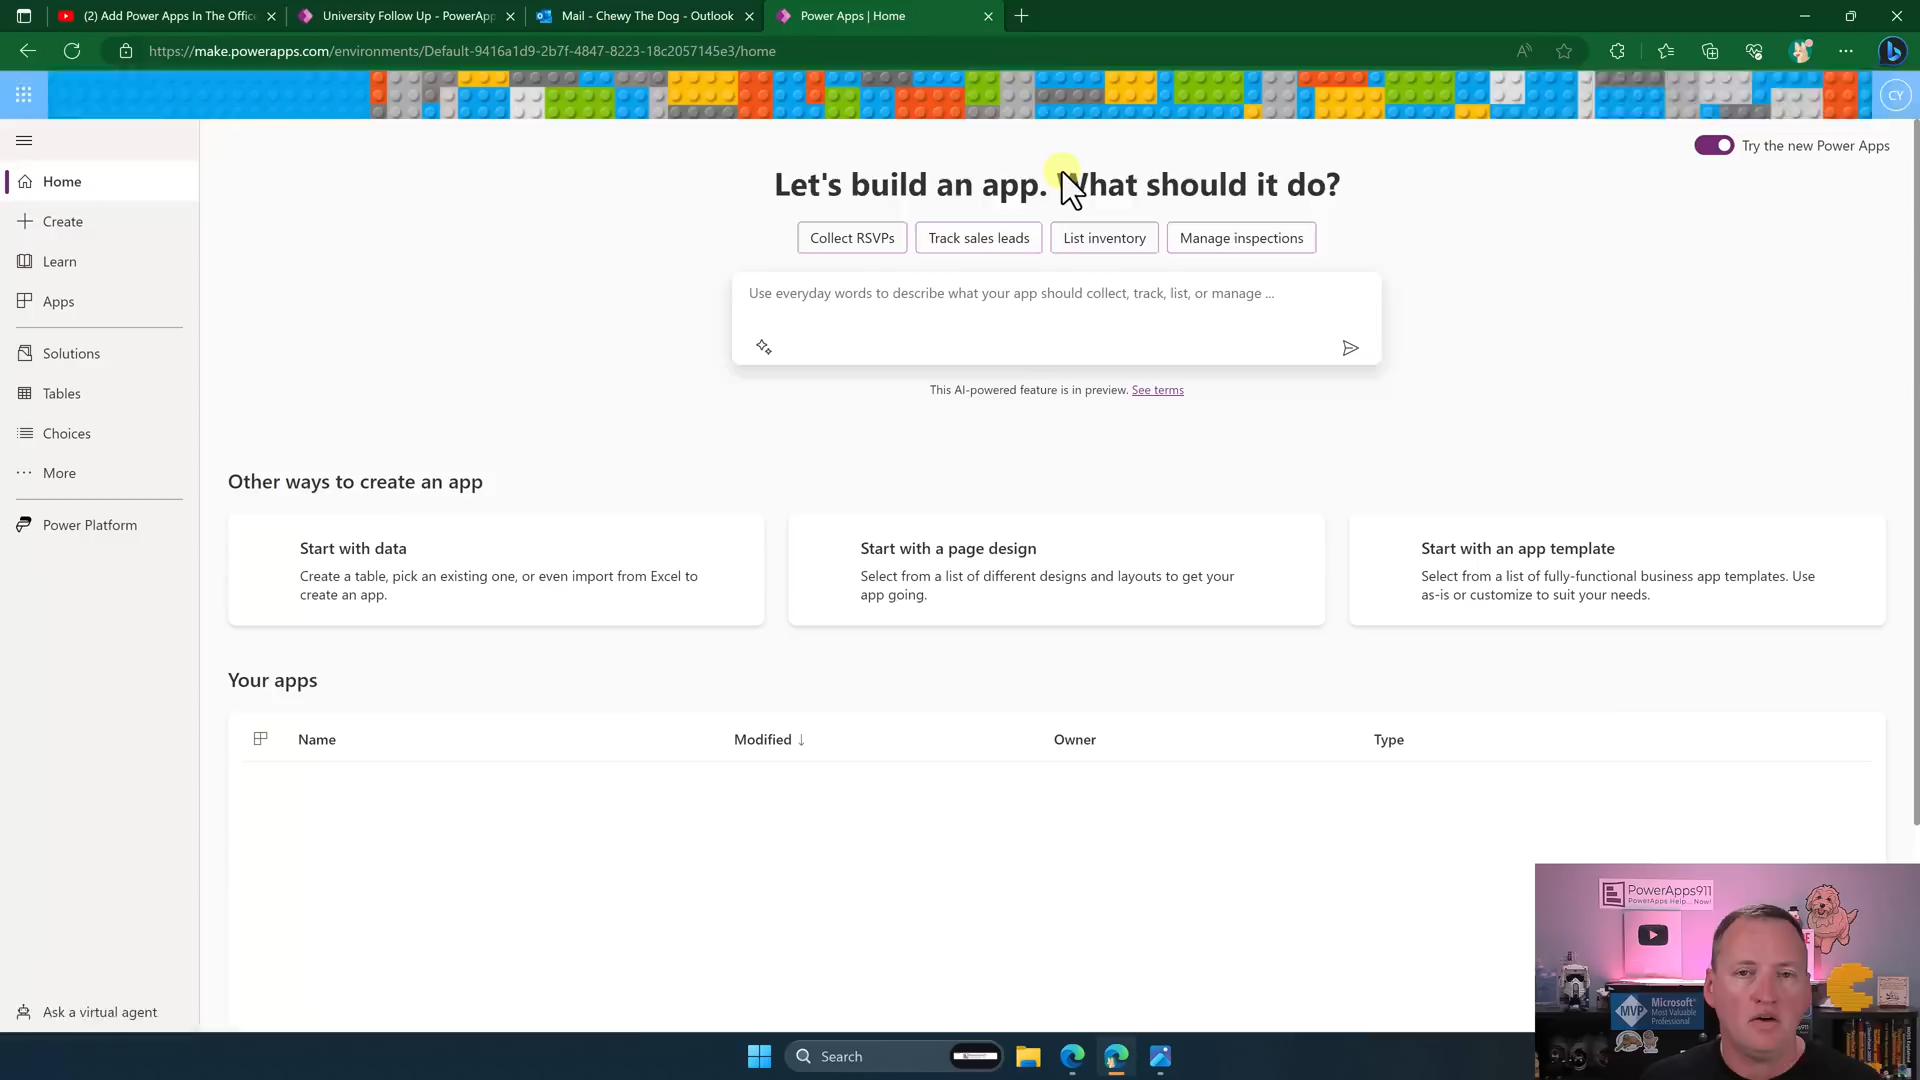 (2) Add Power Apps In The Office
University Follow Up - PowerApp
Mail - Chewy The Dog - Outlook
Power Apps | Home
https://make.powerapps.com/environments/Default-9416a1d9-2b7f-4847-8223-18c2057145e3/home
CY
Try the new Power Apps
Home
Create
Learn
Apps
Solutions
Tables
Choices
More
Power Platform
Ask a virtual agent
Let's build an app. What should it do?
Collect RSVPs
Track sales leads
List inventory
Manage inspections
Use everyday words to describe what your app should collect, track, list, or manage ...
This AI-powered feature is in preview. See terms
Other ways to create an app
Start with data
Create a table, pick an existing one, or even import from Excel to
create an app.
Start with a page design
Select from a list of different designs and layouts to get your
app going.
Start with an app template
Select from a list of fully-functional business app templates. Use
as-is or customize to suit your needs.
Your apps
Name
Modified ↓
Owner
Type
PowerApps911
PowerApps Help... Now!
MVP
Microsoft
Most Valuable
Professional
Search